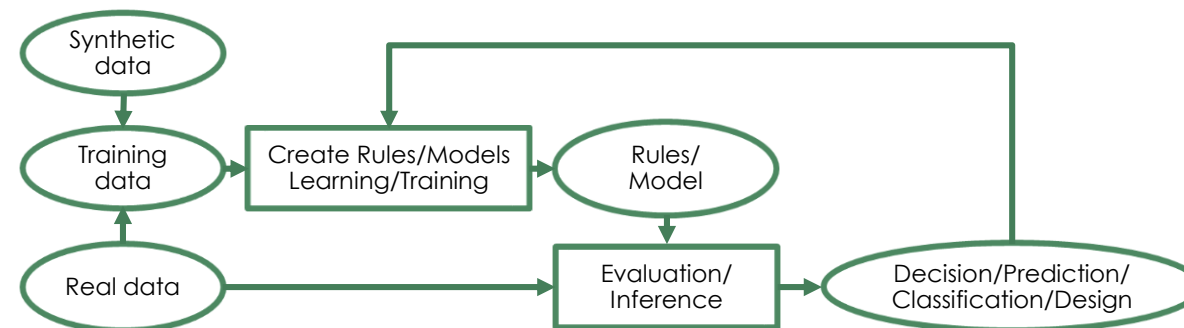 Synthetic
data
Training
data
Create Rules/Models
Learning/Training
Rules/
Model
Real data
Evaluation/
Inference
Decision/Prediction/
Classification/Design